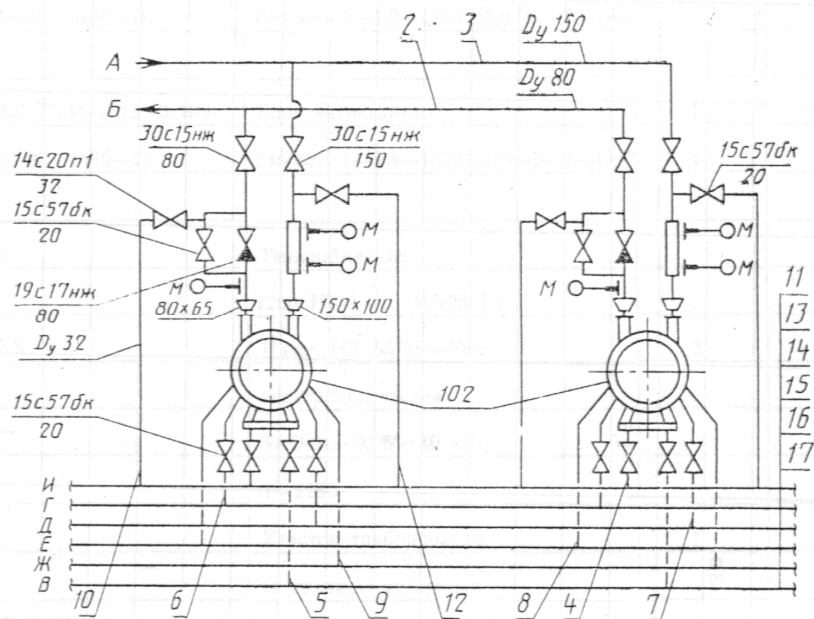 2 3 Dу 150
А
Dу 80
Б
30с15нж
80
30с15нж
150
14с20п1
32
15с57бк
20
15с57бк
20
М М
М М
М М
19с17нж
80
80×65 150×100
11
13
14
15
16
17
Dу 32
102
15с57бк
20
И
Г
Д
Е
Ж
В
10 6 5 9 12 8 4 7